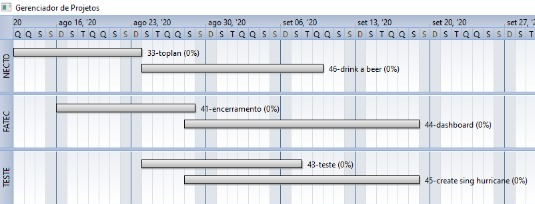 Gerenciador de Projetos
20 ago 16, '20 ago 23, '20 ago 30, '20 set 06, '20 set 13, '20 set 20, '20 set 27, '2
Q Q S S D S T Q Q S S D S T Q Q S S D S T Q Q S S D S T Q Q S S D S T Q Q S S D S T Q Q S S D S T
NECTO
33-toplan (0%)
46-drink a beer (0%)
FATEC
41-encerramento (0%)
44-dashboard (0%)
TESTE
43-teste (0%)
45-create sing hurricane (0%)